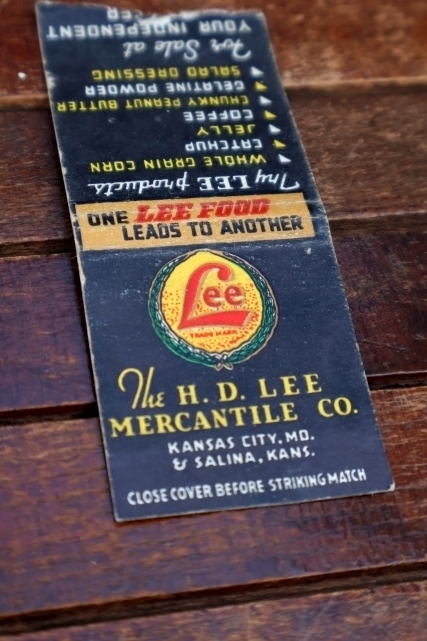 Try LEE products
WHOLE GRAIN CORN
CATCHUP
JELLY
COFFEE
CHUNKY PEANUT BUTTER
GELATINE POWDER
SALAD DRESSING
For Sale at
YOUR INDEPENDENT
ONE LEE FOOD
LEADS TO ANOTHER
Lee
TRADE MARK
The H. D. LEE
MERCANTILE CO.
KANSAS CITY, MO.
& SALINA, KANS.
CLOSE COVER BEFORE STRIKING MATCH